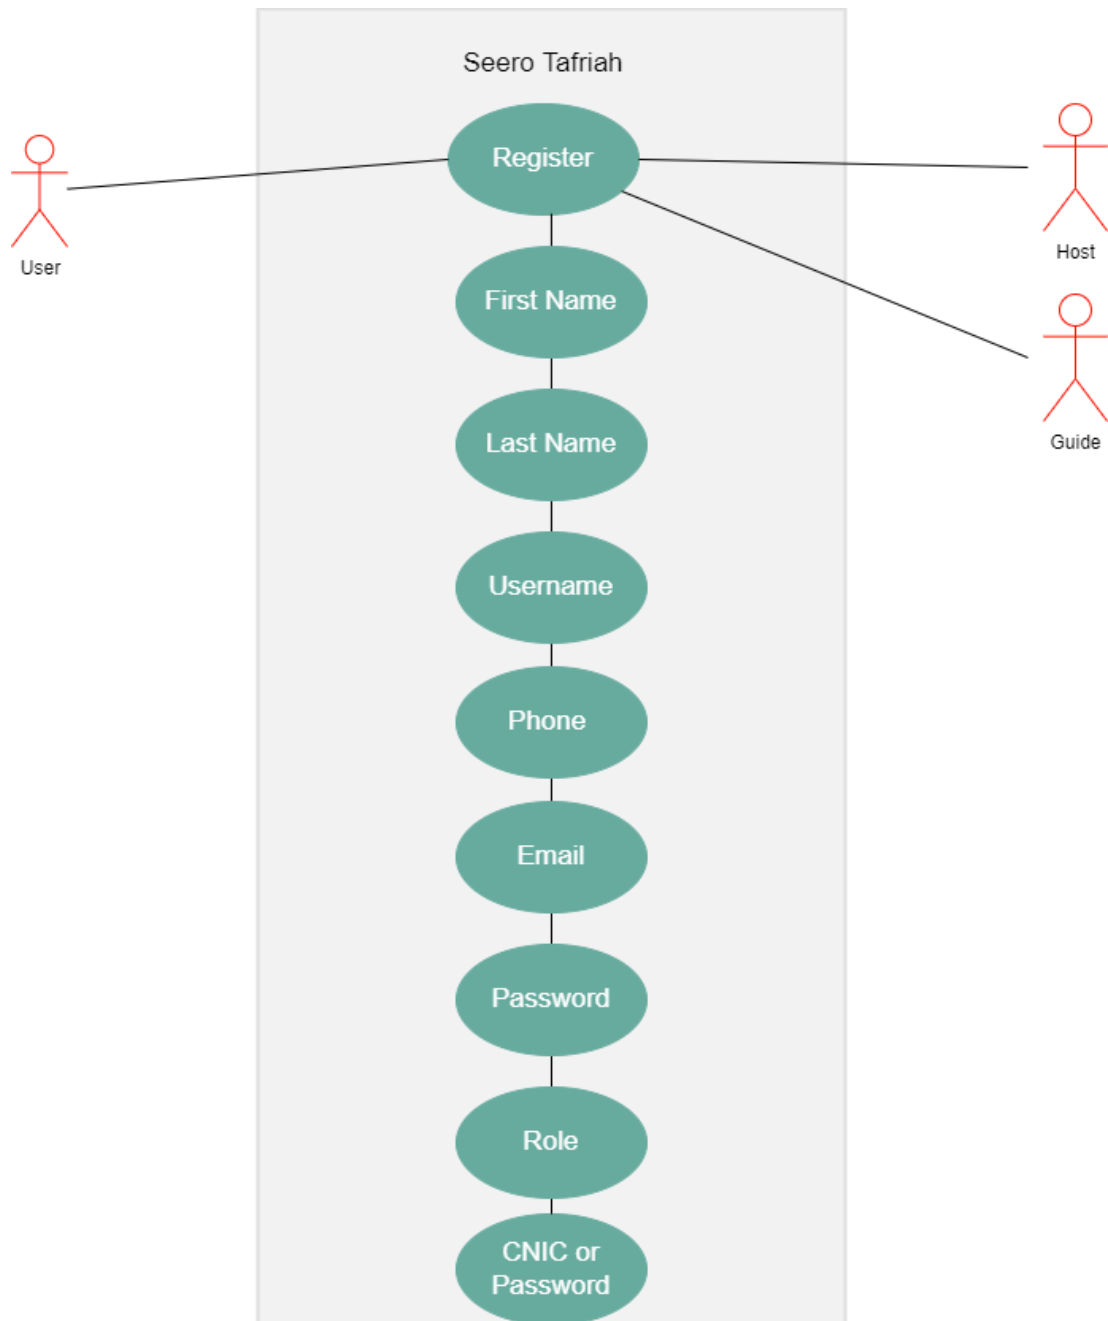 Seero Tafriah
Register
User
Host
First Name
Guide
Last Name
Username
Phone
Email
Password
Role
CNIC or
Password